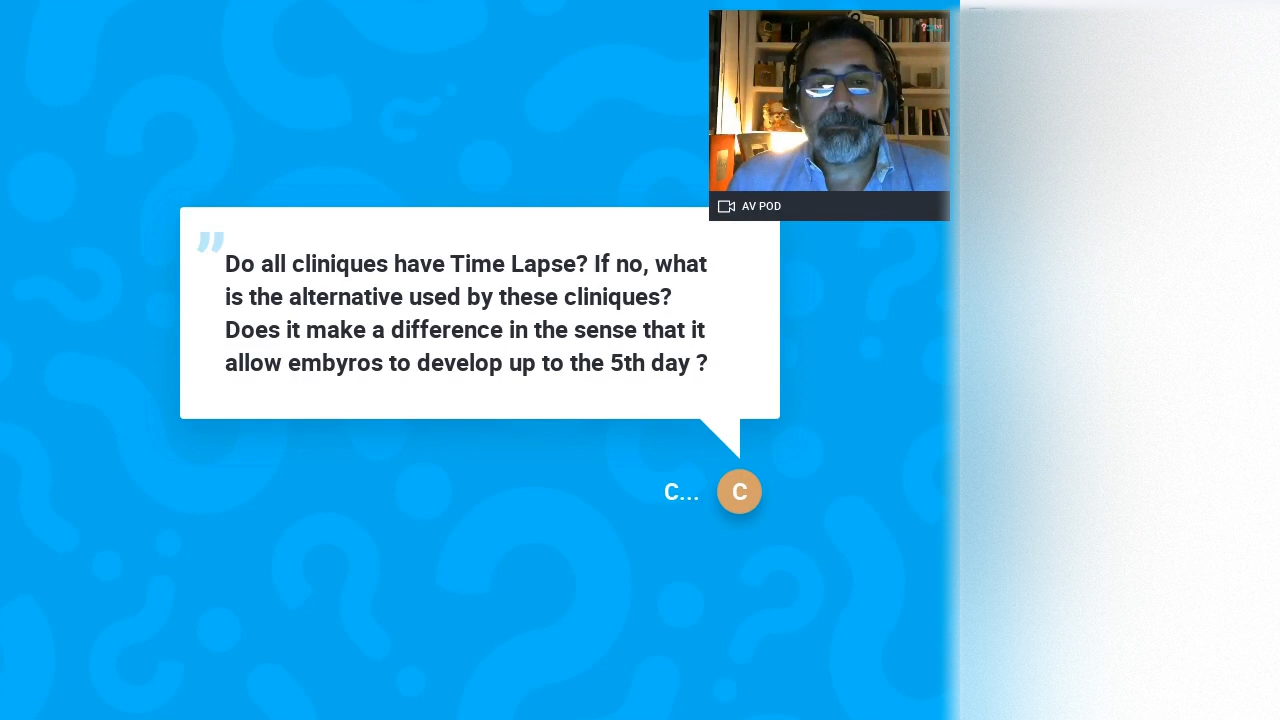 AV POD
Do all cliniques have Time Lapse? If no, what
is the alternative used by these cliniques?
Does it make a difference in the sense that it
allow embyros to develop up to the 5th day ?
C...
C